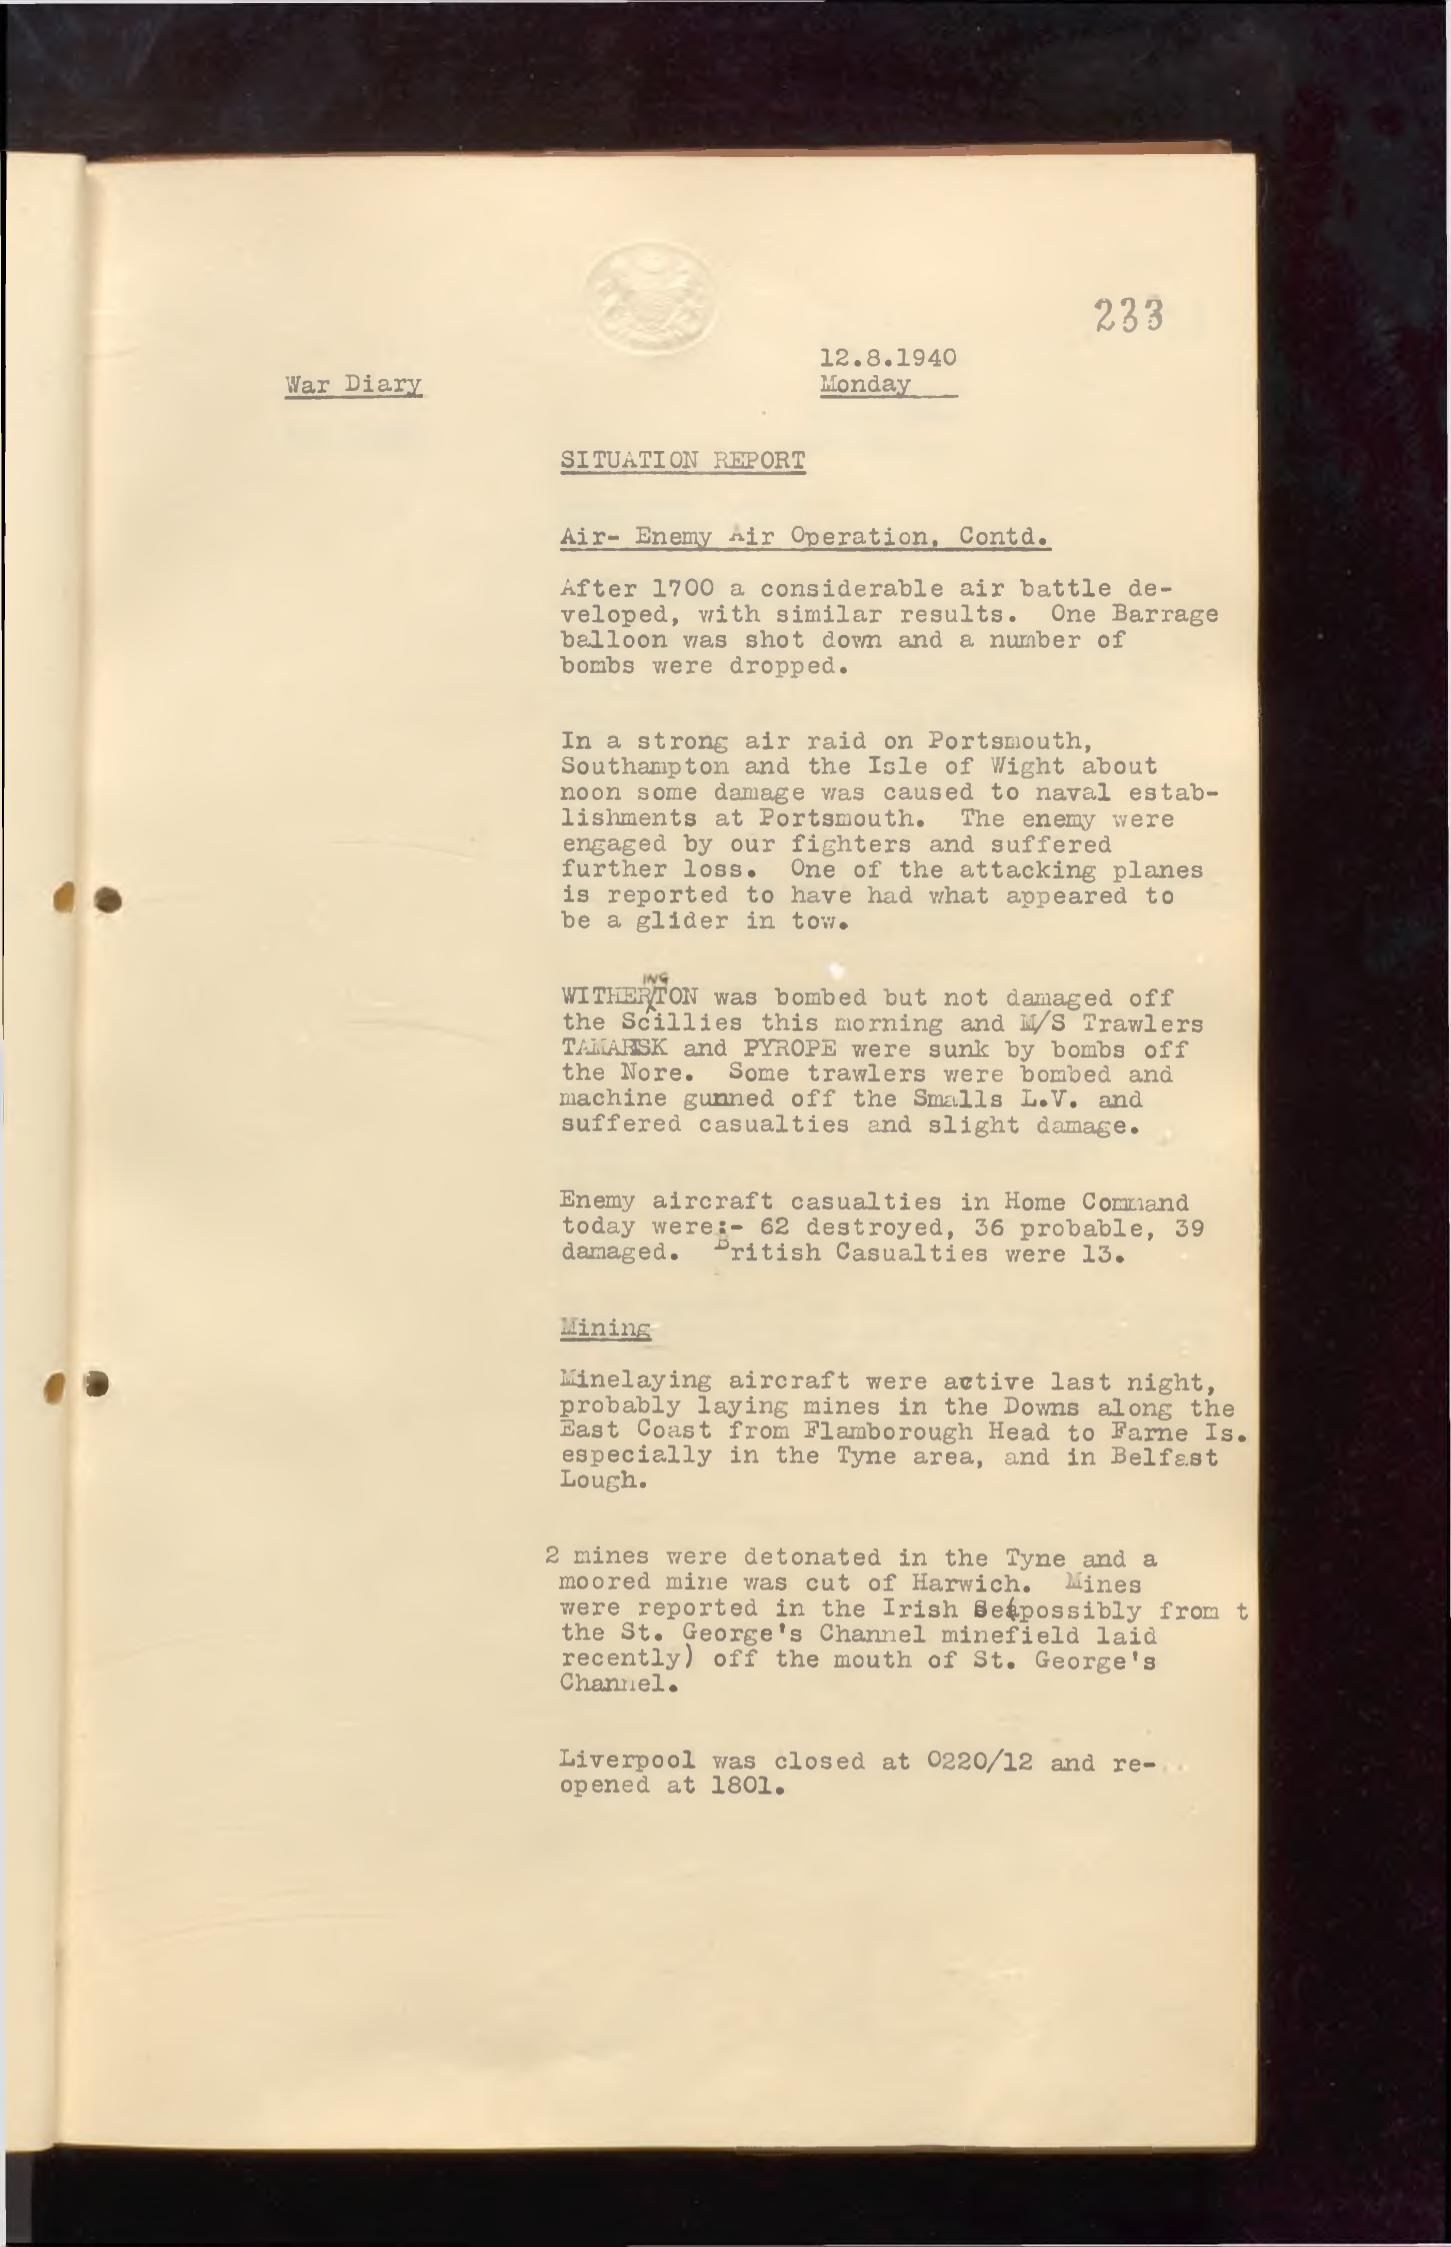 233
12.8.1940
War Diary Monday
SITUATION REPORT
Air- Enemy Air Operation, Contd.
After 1700 a considerable air battle de-
veloped, with similar results. One Barrage
balloon was shot down and a number of
bombs were dropped.
In a strong air raid on Portsmouth,
Southampton and the Isle of Wight about
noon some damage was caused to naval estab-
lishments at Portsmouth. The enemy were
engaged by our fighters and suffered
further loss. One of the attacking planes
is reported to have had what appeared to
be a glider in tow.
WITHERINGTON was bombed but not damaged off
the Scillies this morning and M/S Trawlers
TAMARSK and PYROPE were sunk by bombs off
the Nore. Some trawlers were bombed and
machine gunned off the Smalls L.V. and
suffered casualties and slight damage.
Enemy aircraft casualties in Home Command
today were:- 62 destroyed, 36 probable, 39
damaged. British Casualties were 13.
Mining
Minelaying aircraft were active last night,
probably laying mines in the Downs along the
East Coast from Flamborough Head to Farne Is.
especially in the Tyne area, and in Belfast
Lough.
2 mines were detonated in the Tyne and a
moored mine was cut of Harwich. Mines
were reported in the Irish Sea(possibly from t
the St. George's Channel minefield laid
recently) off the mouth of St. George's
Channel.
Liverpool was closed at 0220/12 and re-
opened at 1801.